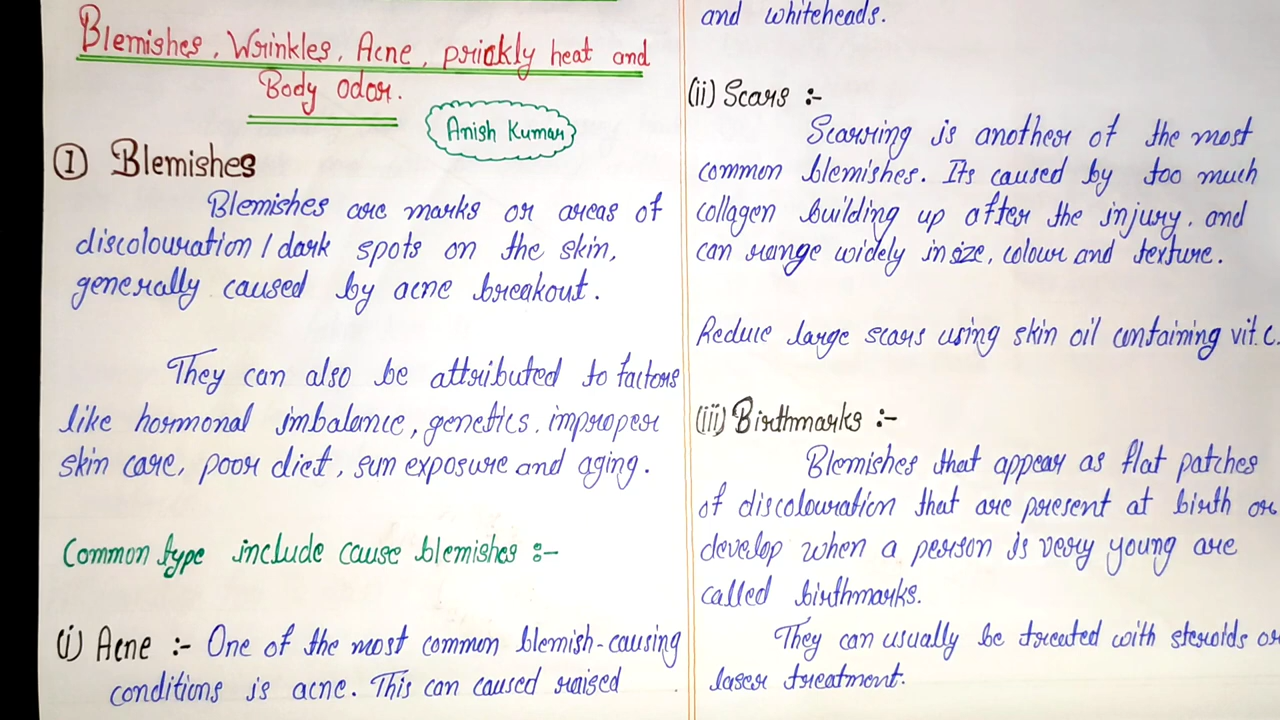 Blemishes, Wrinkles, Acne, prickly heat and
Body odor.
Anish Kumar
① Blemishes
Blemishes are marks or areas of
discolouration / dark spots on the skin,
generally caused by acne breakout.
They can also be attributed to factors
like hormonal imbalance, genetics, improper
skin care, poor diet, sun exposure and aging.
Common type include cause blemishes :-
(i) Acne :- One of the most common blemish-causing
conditions is acne. This can caused raised
and whiteheads.
(ii) Scars :-
Scarring is another of the most
common blemishes. Its caused by too much
collagen building up after the injury. and
can range widely in size, colour and texture.
Reduce large scars using skin oil containing vit. C.
(iii) Birthmarks :-
Blemishes that appear as flat patches
of discolouration that are present at birth or
develop when a person is very young are
called birthmarks.
They can usually be treated with steroids or
laser treatment.